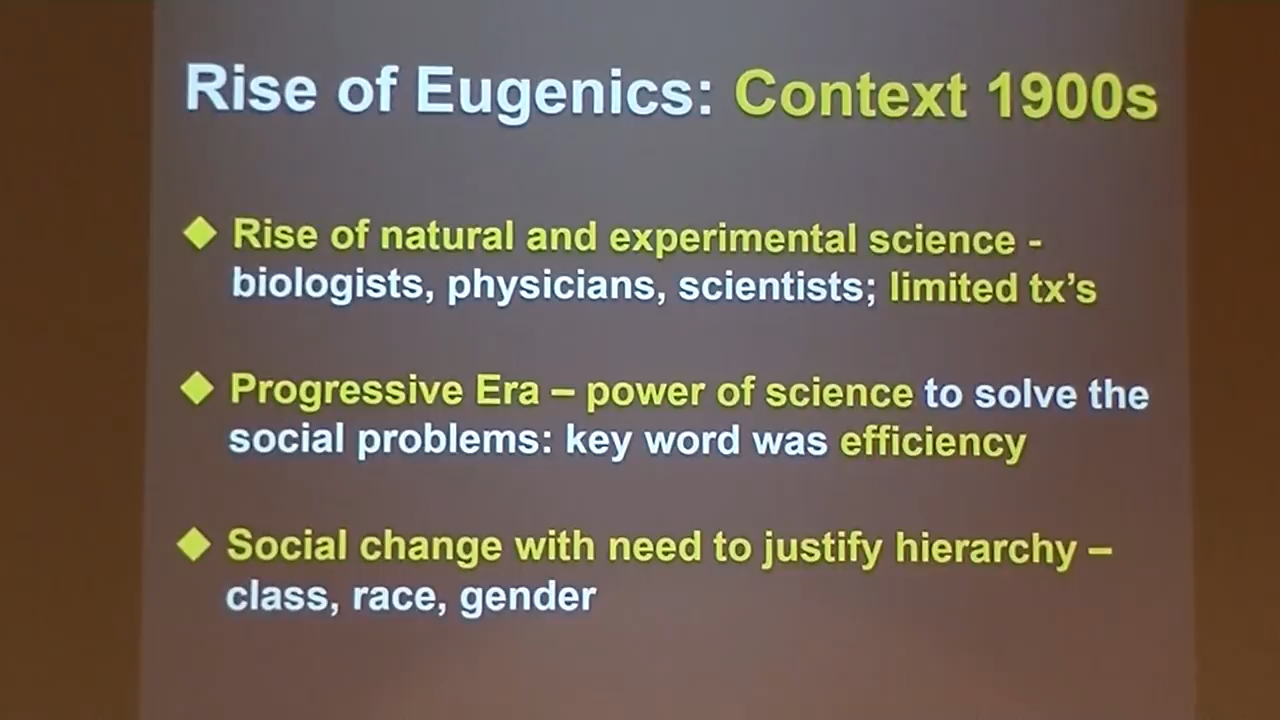 Rise of Eugenics: Context 1900s
◆ Rise of natural and experimental science -
biologists, physicians, scientists; limited tx's
◆ Progressive Era – power of science to solve the
social problems: key word was efficiency
◆ Social change with need to justify hierarchy –
class, race, gender